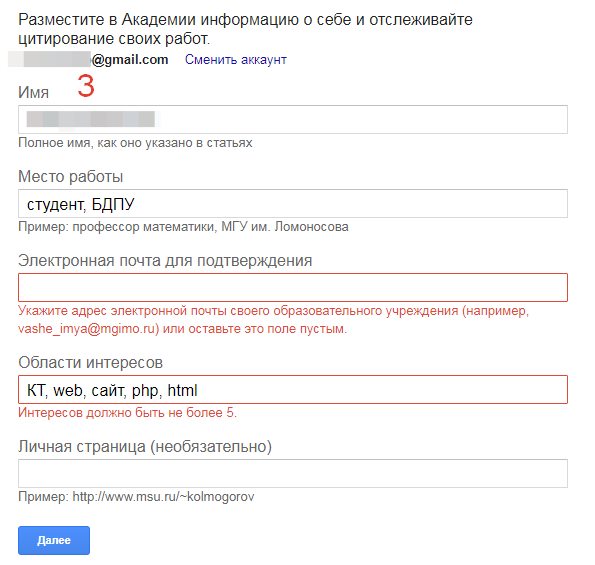 Разместите в Академии информацию о себе и отслеживайте
цитирование своих работ.
@gmail.com Сменить аккаунт
Имя 3
Полное имя, как оно указано в статьях
Место работы
студент, БДПУ
Пример: профессор математики, МГУ им. Ломоносова
Электронная почта для подтверждения
Укажите адрес электронной почты своего образовательного учреждения (например,
vashe_imya@mgimo.ru) или оставьте это поле пустым.
Области интересов
КТ, web, сайт, php, html
Интересов должно быть не более 5.
Личная страница (необязательно)
Пример: http://www.msu.ru/~kolmogorov
Далее